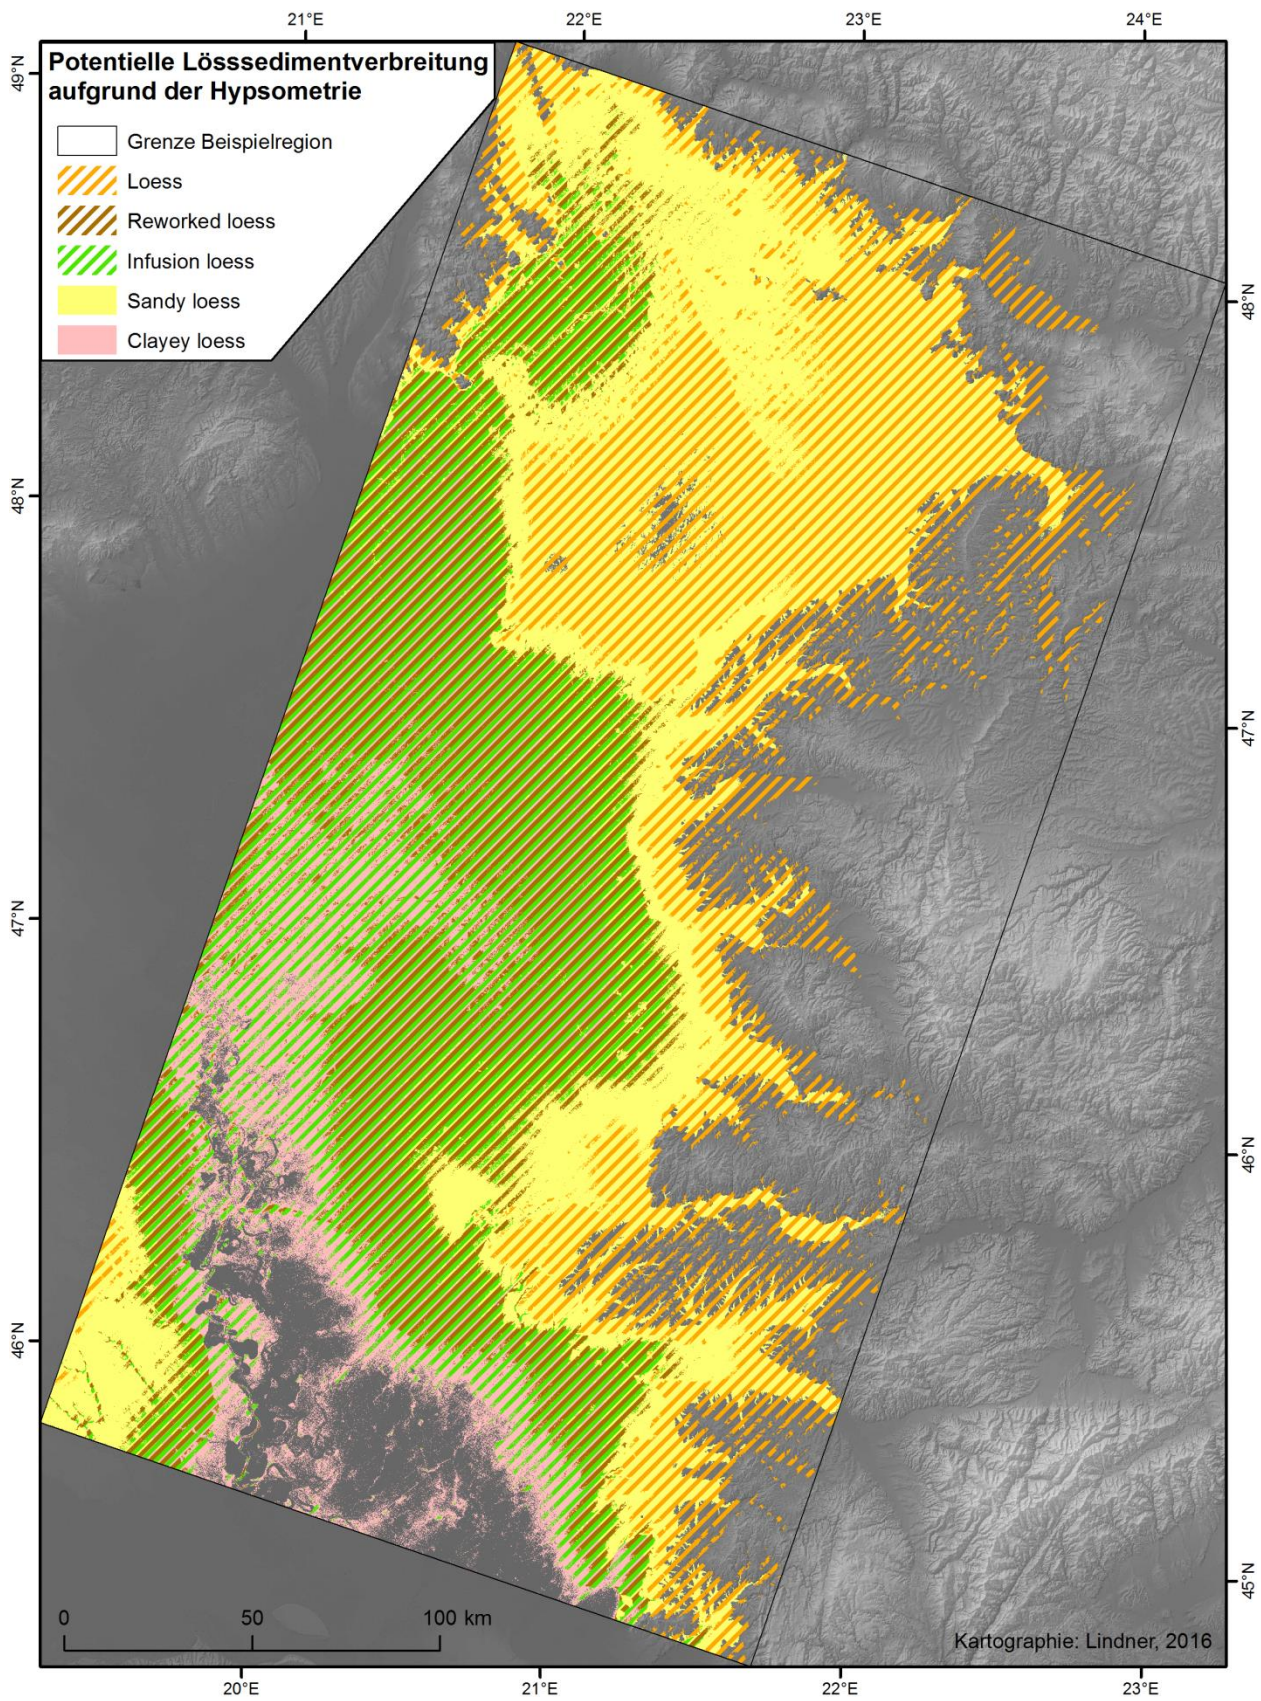 21°E 22°E 23°E 24°E
Potentielle Lösssedimentverbreitung
aufgrund der Hypsometrie
Grenze Beispielregion
Loess
Reworked loess
Infusion loess
Sandy loess
Clayey loess
49°N
48°N
47°N
46°N
48°N
47°N
46°N
45°N
0 50 100 km
Kartographie: Lindner, 2016
20°E 21°E 22°E 23°E